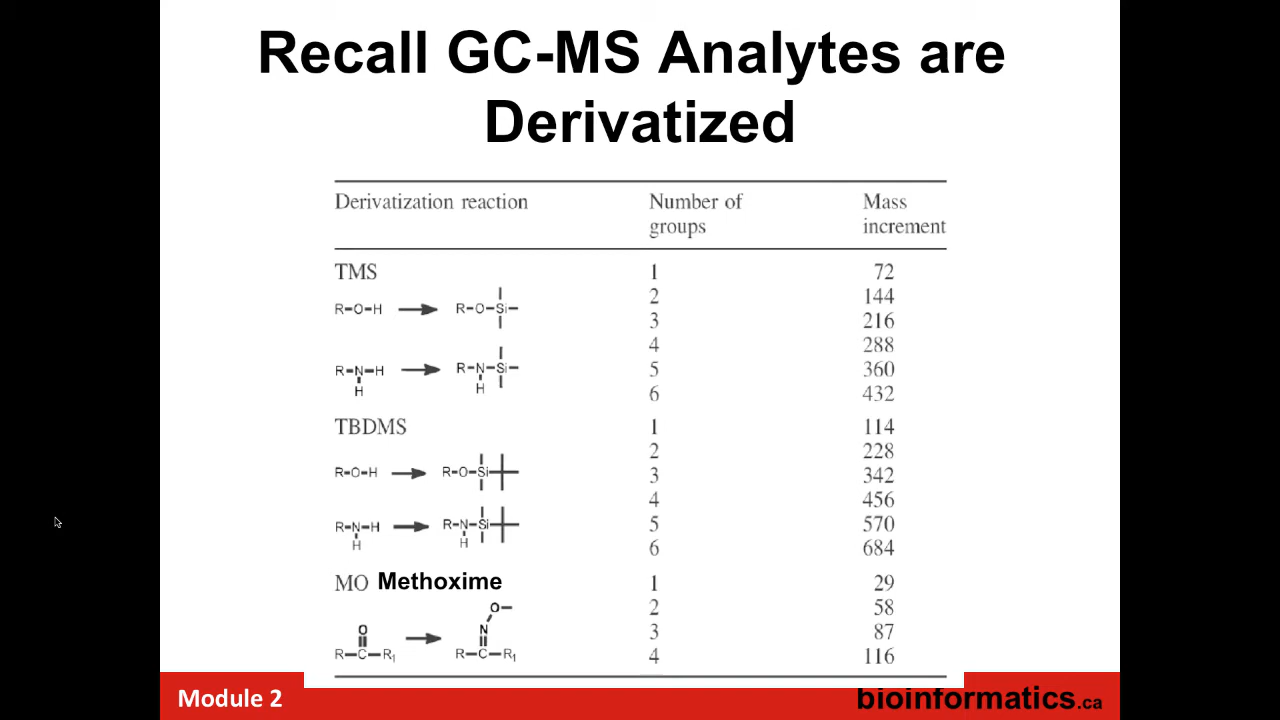 Recall GC-MS Analytes are
Derivatized
Derivatization reaction Number of groups Mass increment
TMS 1 72
R-O-H R-O-Si- 2 144
3 216
4 288
R-N-H R-N-Si- 5 360
H H 6 432
TBDMS 1 114
2 228
R-O-H R-O-Si 3 342
4 456
R-N-H R-N-Si 5 570
H H 6 684
MO Methoxime 1 29
O- 2 58
O N 3 87
R-C-R1 R-C-R1 4 116
Module 2 bioinformatics.ca